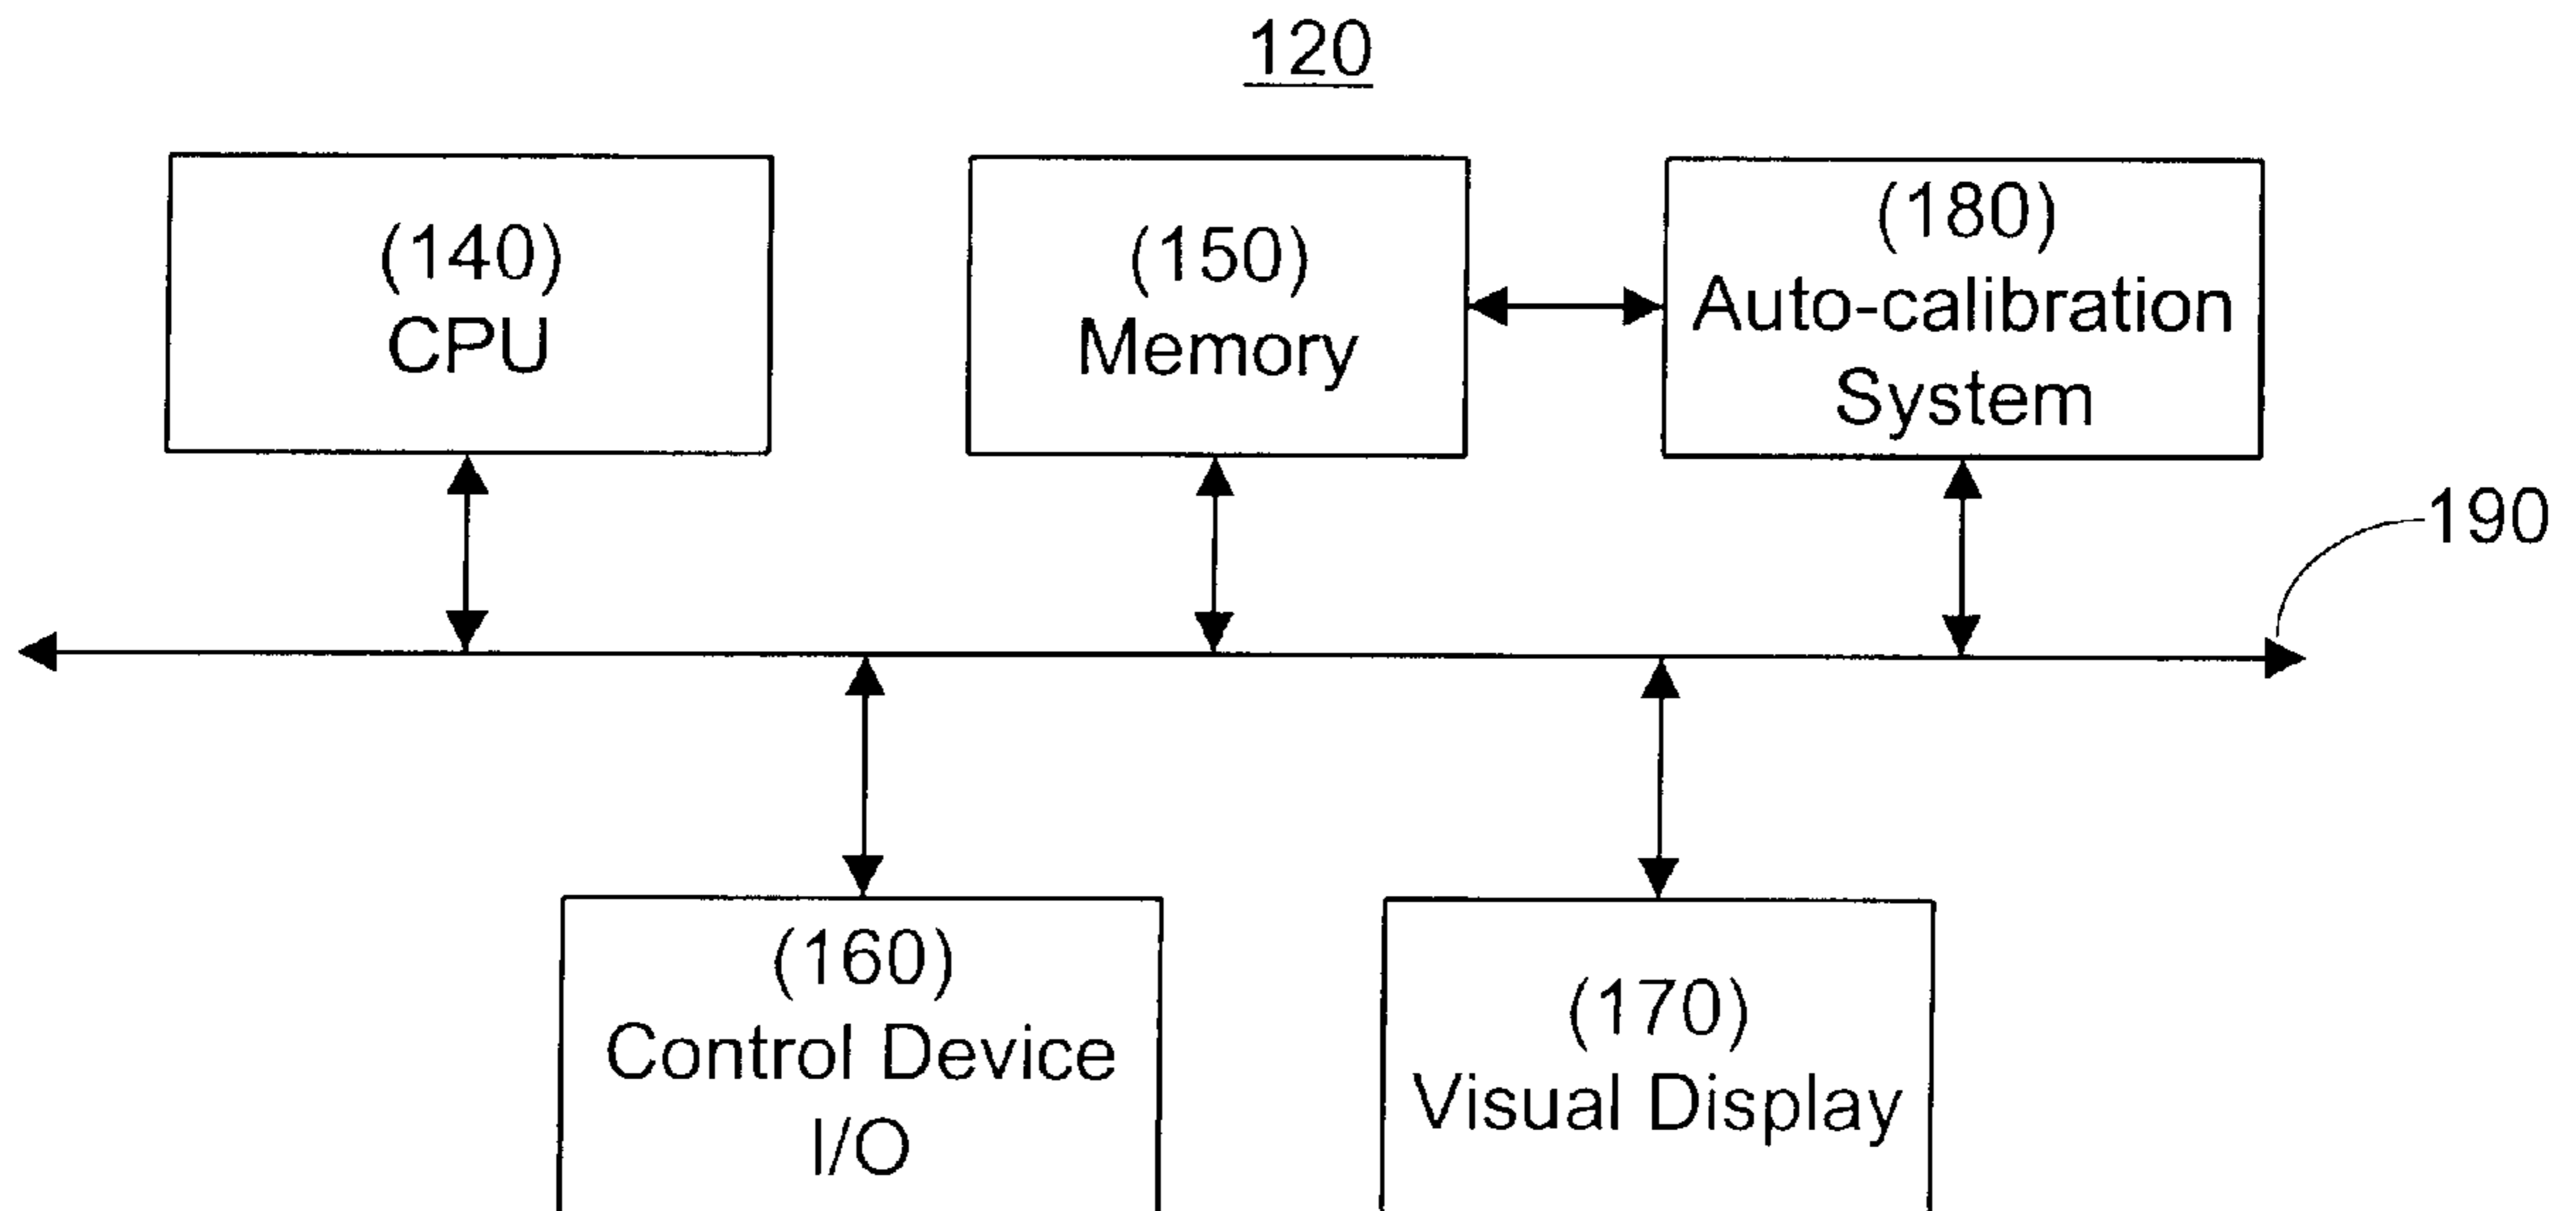 120
(140)
CPU
(150)
Memory
(180)
Auto-calibration
System
190
(160)
Control Device
I/O
(170)
Visual Display